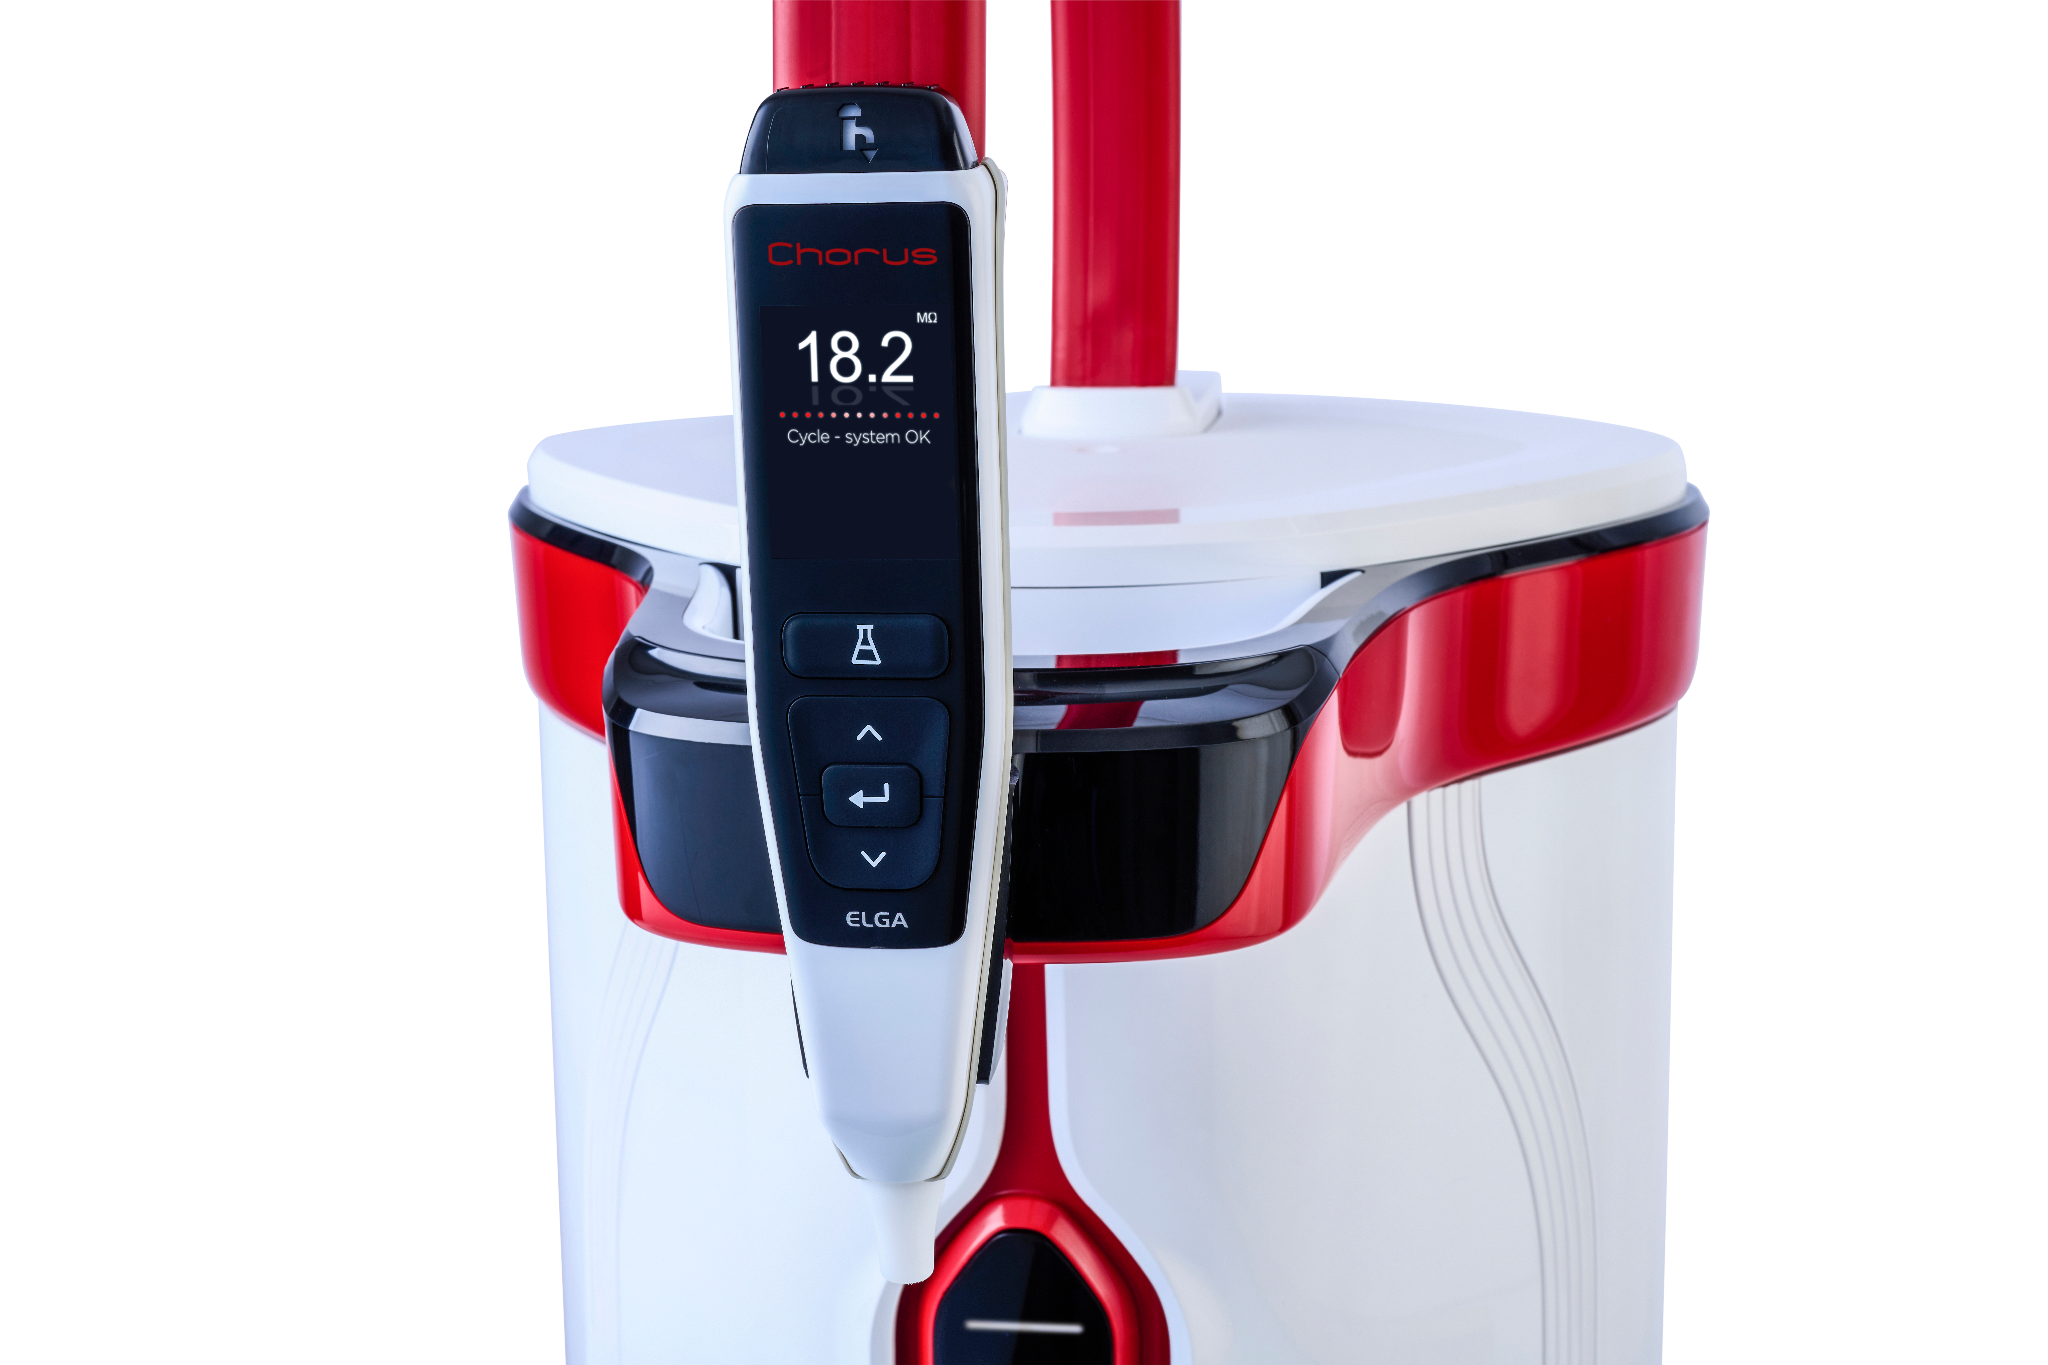 Chorus
MΩ
18.2
Cycle - system OK
ELGA